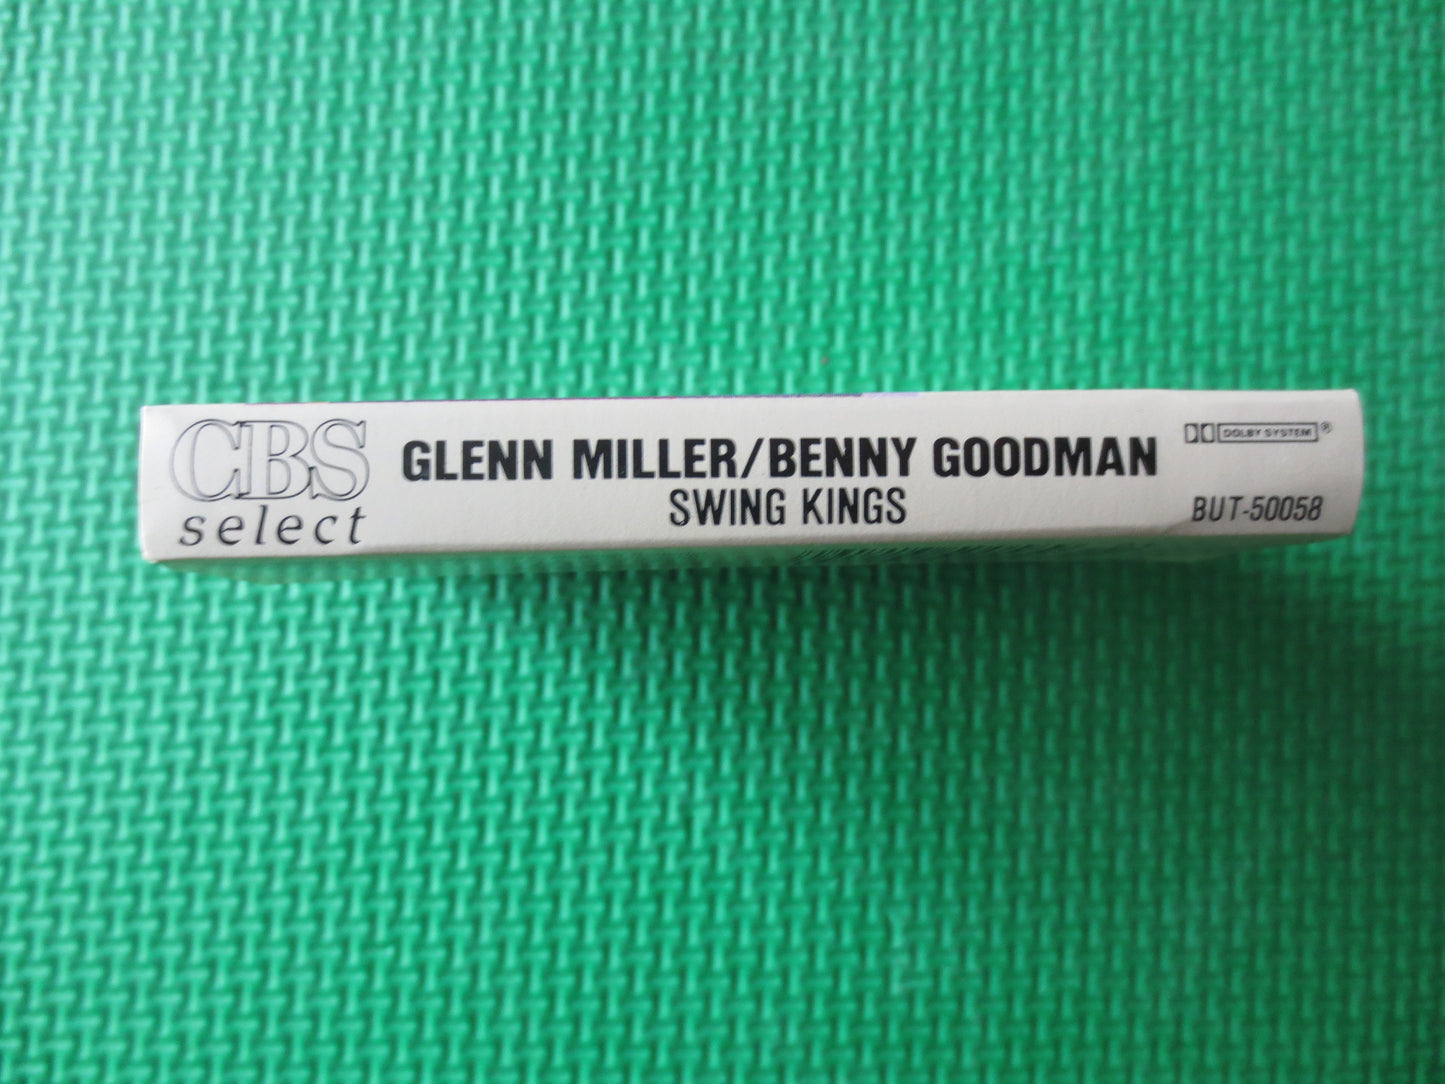 CBS
select
GLENN MILLER/BENNY GOODMAN
SWING KINGS
DOLBY SYSTEM®
BUT-50058